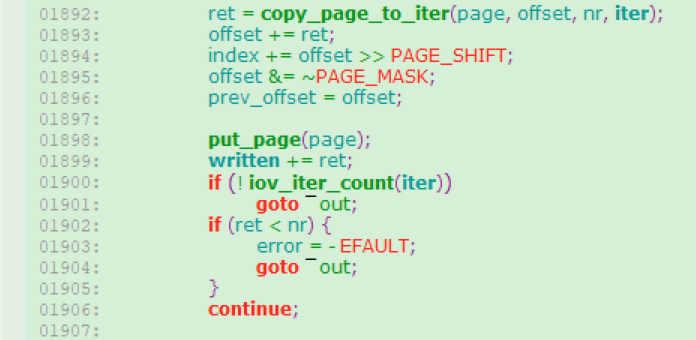 01892: ret = copy_page_to_iter(page, offset, nr, iter);
01893: offset += ret;
01894: index += offset >> PAGE_SHIFT;
01895: offset &= ~PAGE_MASK;
01896: prev_offset = offset;
01897:
01898: put_page(page);
01899: written += ret;
01900: if (! iov_iter_count(iter))
01901: goto ‾out;
01902: if (ret < nr) {
01903: error = - EFAULT;
01904: goto ‾out;
01905: }
01906: continue;
01907: